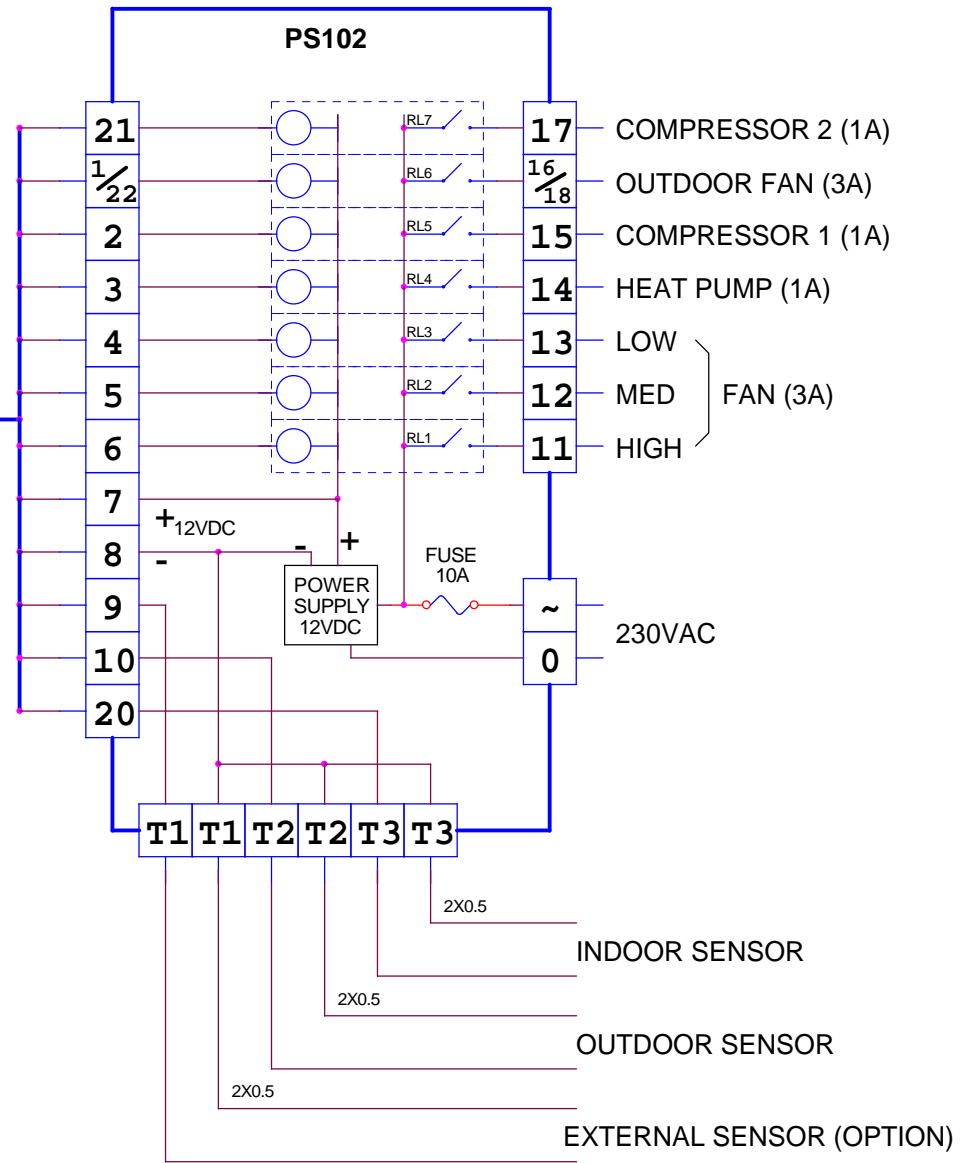 PS102
21 RL7 17 COMPRESSOR 2 (1A)
1/22 RL6 16/18 OUTDOOR FAN (3A)
2 RL5 15 COMPRESSOR 1 (1A)
3 RL4 14 HEAT PUMP (1A)
4 RL3 13 LOW
5 RL2 12 MED FAN (3A)
6 RL1 11 HIGH
7
+ 12VDC
8 - - + FUSE
10A
POWER
SUPPLY
12VDC
9 ~
230VAC
10 0
20
T1 T1 T2 T2 T3 T3
2X0.5
INDOOR SENSOR
2X0.5
OUTDOOR SENSOR
2X0.5
EXTERNAL SENSOR (OPTION)